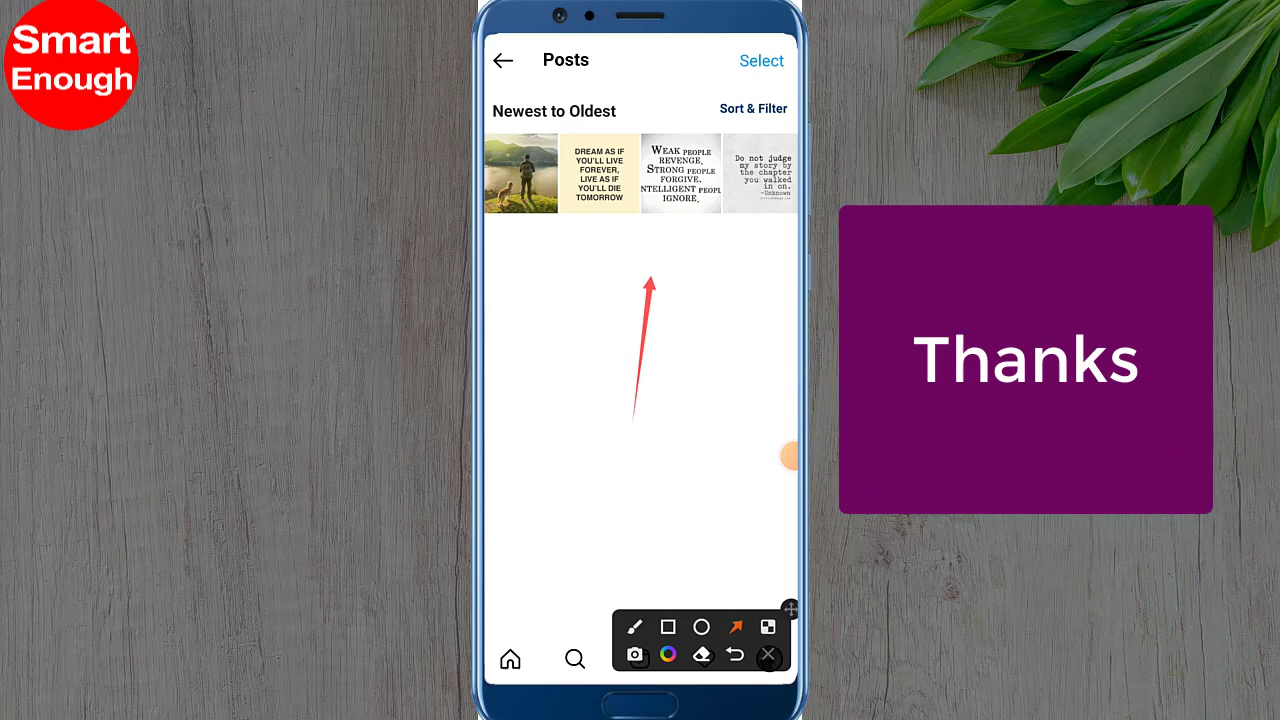 Smart
Enough
Posts
Select
Newest to Oldest
Sort & Filter
DREAM AS IF
YOU'LL LIVE
FOREVER,
LIVE AS IF
YOU'LL DIE
TOMORROW
WEAK PEOPLE
REVENGE.
STRONG PEOPLE
FORGIVE.
NTELLIGENT PEOPL
IGNORE.
Do not judge
my story by
the chapter
you walked
in on.
-Unknown
Thanks